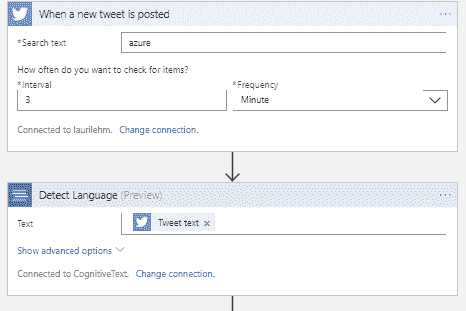 When a new tweet is posted
*Search text azure
How often do you want to check for items?
*Interval *Frequency
3 Minute
Connected to laurilehm. Change connection.
Detect Language (Preview)
Text Tweet text ×
Show advanced options
Connected to CognitiveText. Change connection.